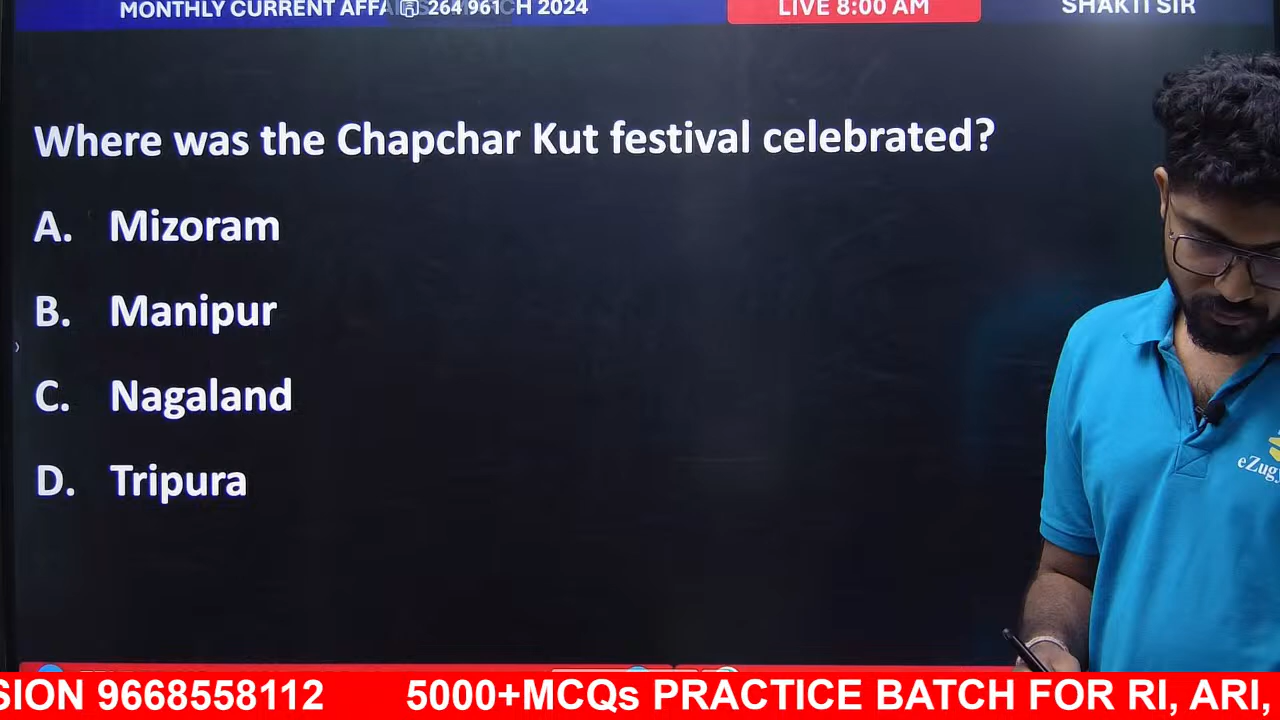 MONTHLY CURRENT AFFA 264 961 CH 2024
LIVE 8:00 AM
SHAKTI SIR
Where was the Chapchar Kut festival celebrated?
A. Mizoram
B. Manipur
C. Nagaland
D. Tripura
SION 9668558112 5000+MCQs PRACTICE BATCH FOR RI, ARI,